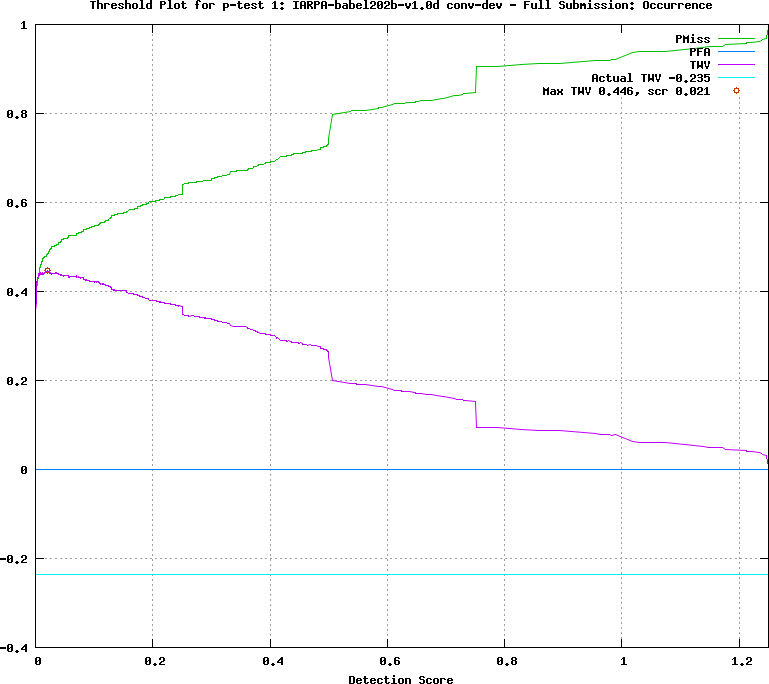 Threshold Plot for p-test 1: IARPA-babel202b-v1.0d conv-dev - Full Submission: Occurrence
PMiss
PFA
TWV
Actual TWV -0.235
Max TWV 0.446, scr 0.021
1
0.8
0.6
0.4
0.2
0
-0.2
-0.4
0 0.2 0.4 0.6 0.8 1 1.2
Detection Score